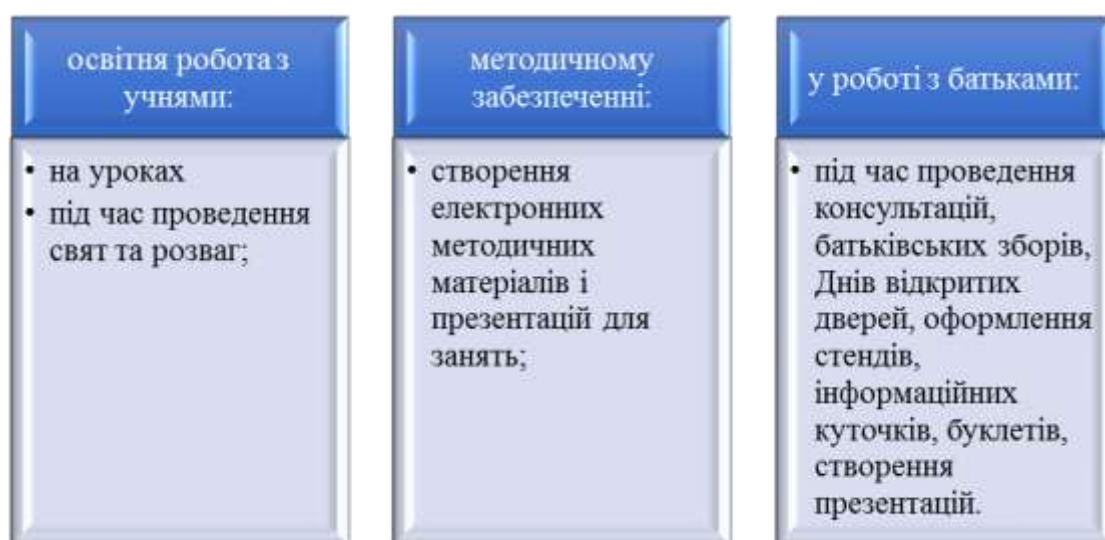 освітня робота з
учнями:
• на уроках
• під час проведення
свят та розваг;
методичному
забезпеченні:
• створення
електронних
методичних
матеріалів і
презентацій для
занять;
у роботі з батьками:
• під час проведення
консультацій,
батьківських зборів,
Днів відкритих
дверей, оформлення
стендів,
інформаційних
куточків, буклетів,
створення
презентацій.